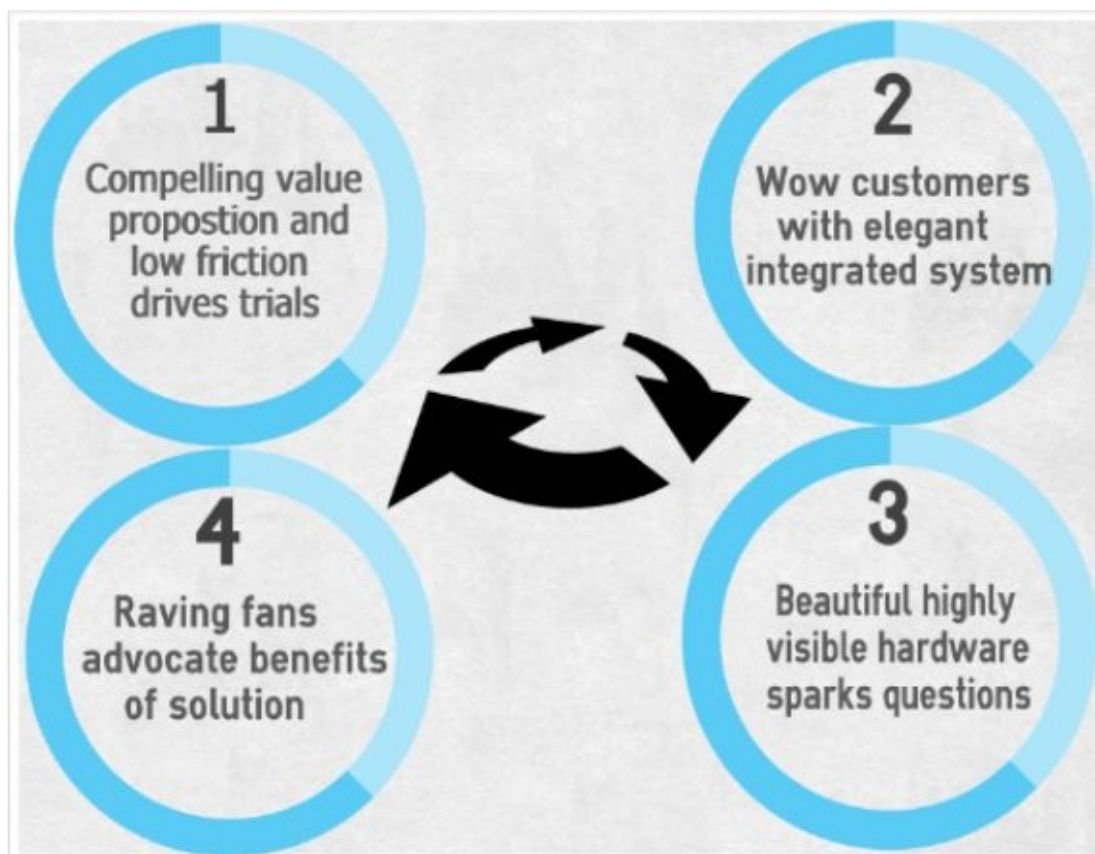 1
Compelling value
propostion and
low friction
drives trials
2
Wow customers
with elegant
integrated system
3
Beautiful highly
visible hardware
sparks questions
4
Raving fans
advocate benefits
of solution